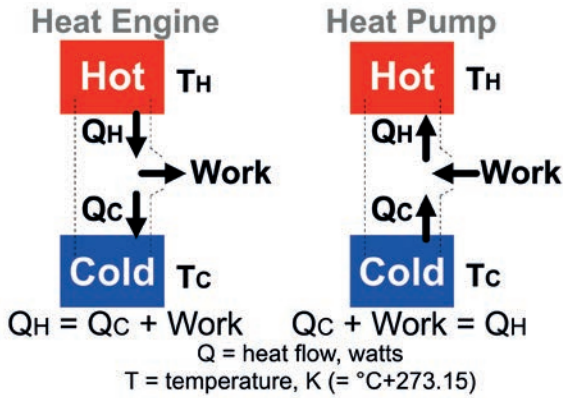 Heat Engine
Hot TH
QH
Work
QC
Cold TC
QH = QC + Work
Heat Pump
Hot TH
QH
Work
QC
Cold TC
QC + Work = QH
Q = heat flow, watts
T = temperature, K (= °C+273.15)